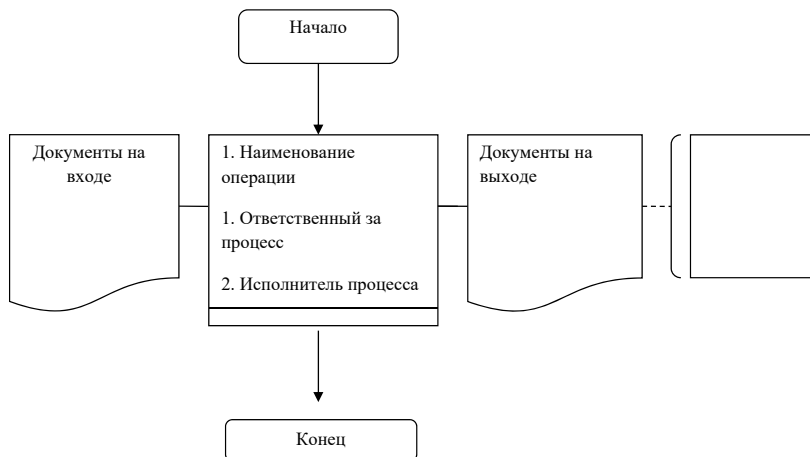 Начало
Документы на
входе
1. Наименование
операции
1. Ответственный за
процесс
2. Исполнитель процесса
Документы на
выходе
Конец